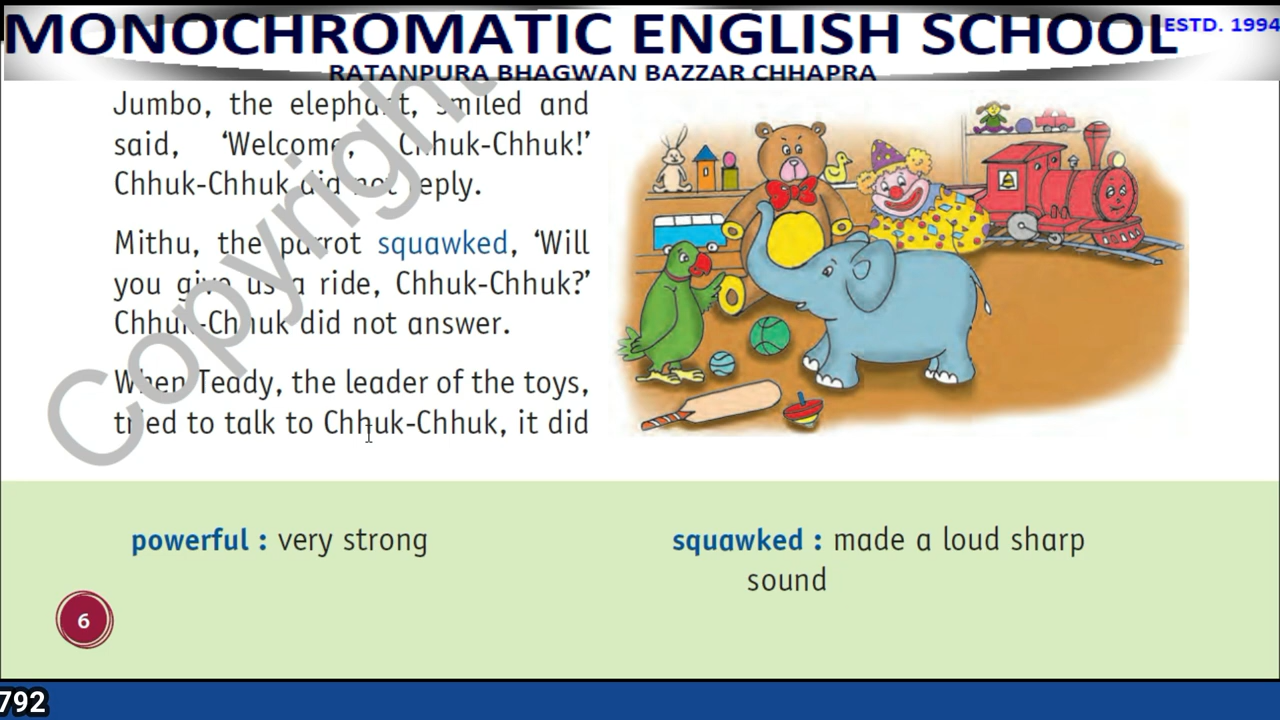 MONOCHROMATIC ENGLISH SCHOOL
ESTD. 1994
RATANPURA BHAGWAN BAZZAR CHHAPRA
Jumbo, the elephant, smiled and
said, ‘Welcome, Chhuk-Chhuk!’
Chhuk-Chhuk did not reply.
Mithu, the parrot squawked, ‘Will
you give us a ride, Chhuk-Chhuk?’
Chhuk-Chhuk did not answer.
When Teady, the leader of the toys,
tried to talk to Chhuk-Chhuk, it did
Copyright
powerful : very strong
squawked : made a loud sharp
sound
6
792